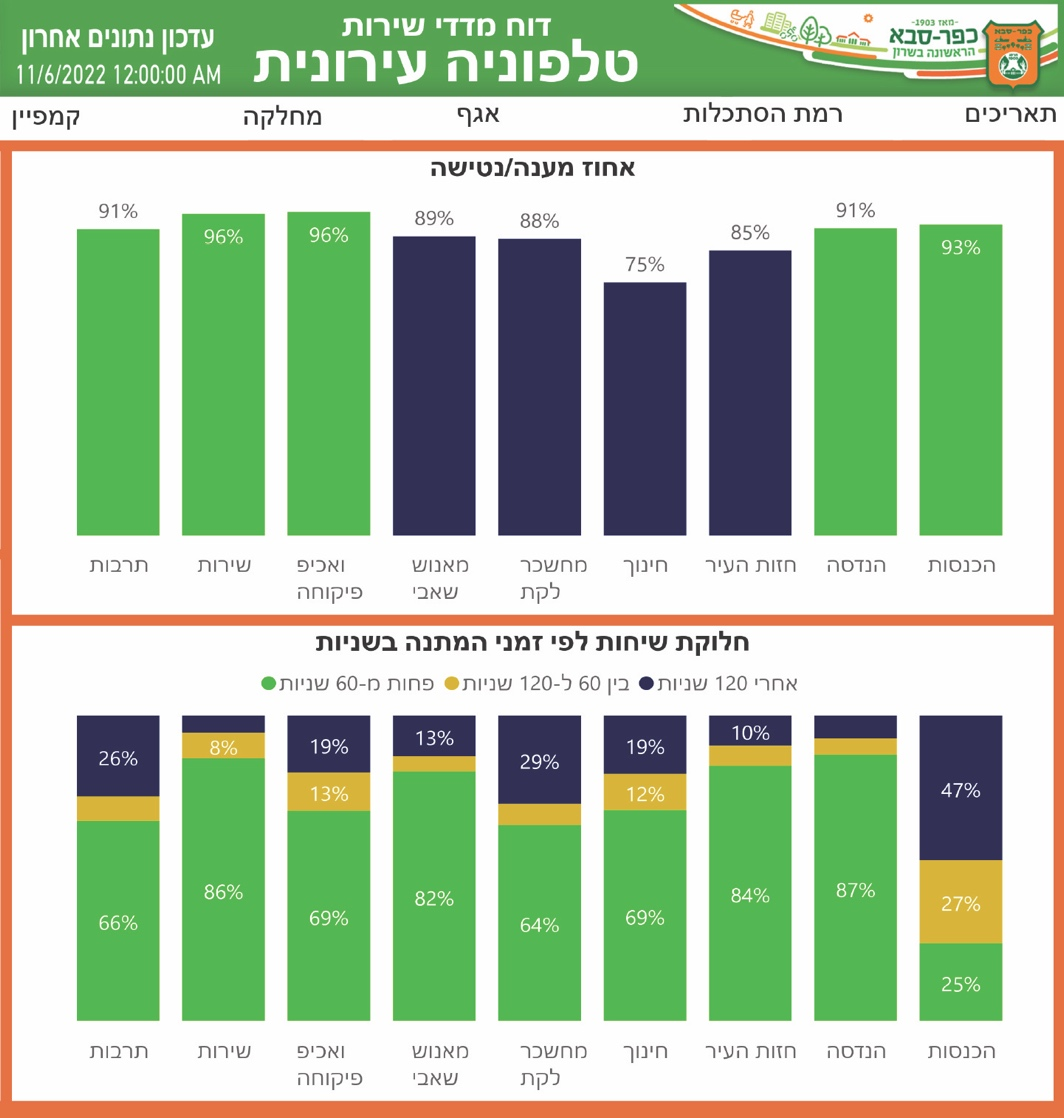 דוח מדדי שירות
טלפוניה עירונית
עדכון נתונים אחרון
11/6/2022 12:00:00 AM
-מאז 1903-
כפר-סבא
הראשונה בשרון
כפר-סבא
תאריכים רמת הסתכלות אגף מחלקה קמפיין
אחוז מענה/נטישה
91% 96% 96% 89% 88% 75% 85% 91% 93%
תרבות
שירות
ואכיפ
פיקוחה
מאנוש
שאבי
מחשכר
לקת
חינוך
חזות העיר
הנדסה
הכנסות
חלוקת שיחות לפי זמני המתנה בשניות
אחרי 120 שניות בין 60 ל-120 שניות פחות מ-60 שניות
26% 19% 13% 29% 19% 10% 47%
8% 13% 12% 27%
66% 86% 69% 82% 64% 69% 84% 87% 25%
תרבות
שירות
ואכיפ
פיקוחה
מאנוש
שאבי
מחשכר
לקת
חינוך
חזות העיר
הנדסה
הכנסות